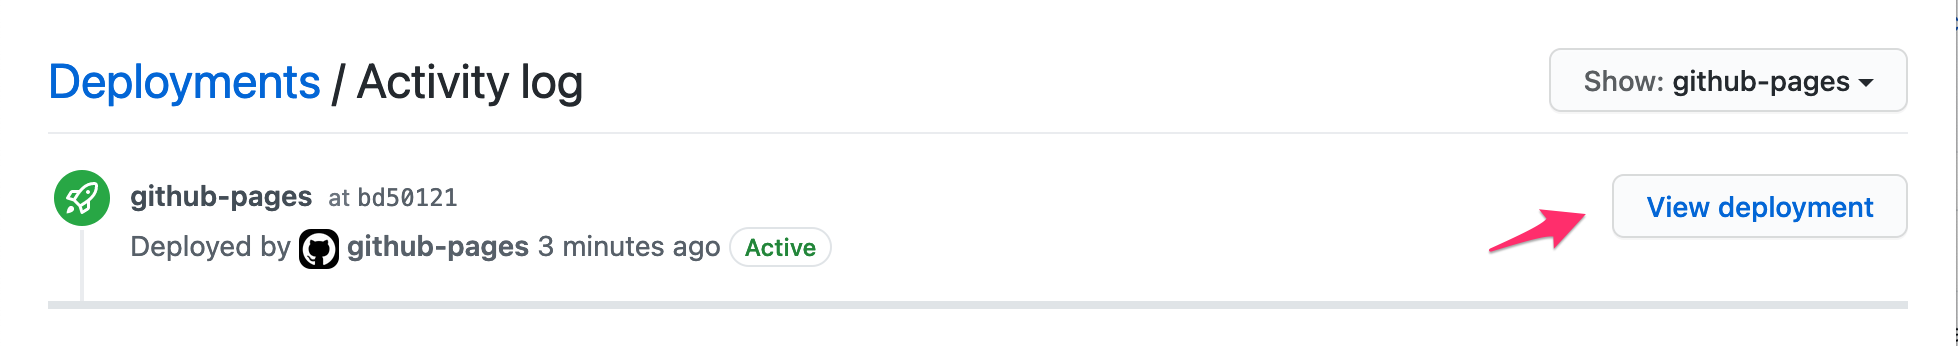 Deployments / Activity log
Show: github-pages
github-pages at bd50121
View deployment
Deployed by github-pages 3 minutes ago Active